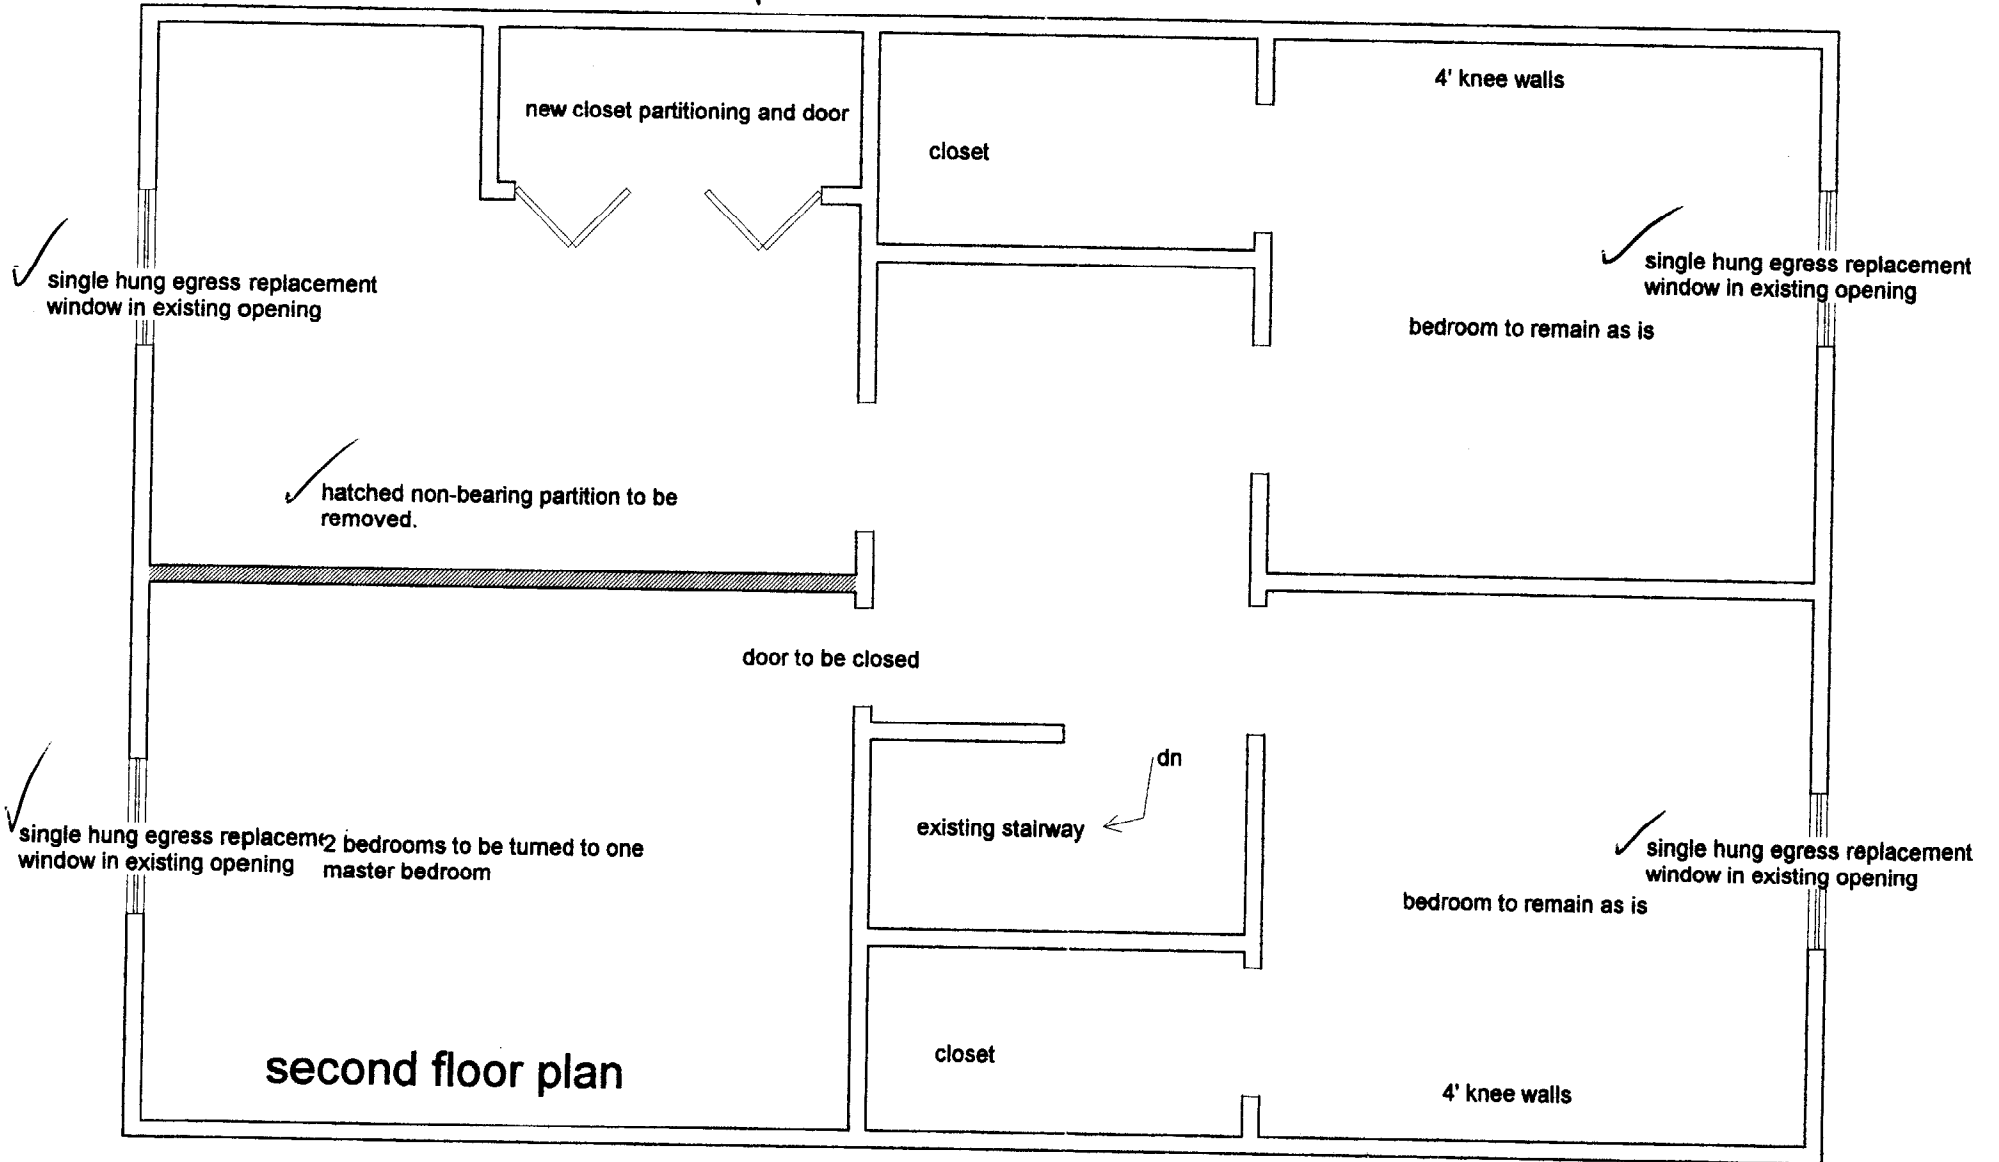 4' knee walls
new closet partitioning and door
closet
single hung egress replacement
window in existing opening
single hung egress replacement
window in existing opening
bedroom to remain as is
hatched non-bearing partition to be
removed.
door to be closed
dn
existing stairway
single hung egress replaceme
window in existing opening
2 bedrooms to be turned to one
master bedroom
single hung egress replacement
window in existing opening
bedroom to remain as is
closet
second floor plan
4' knee walls